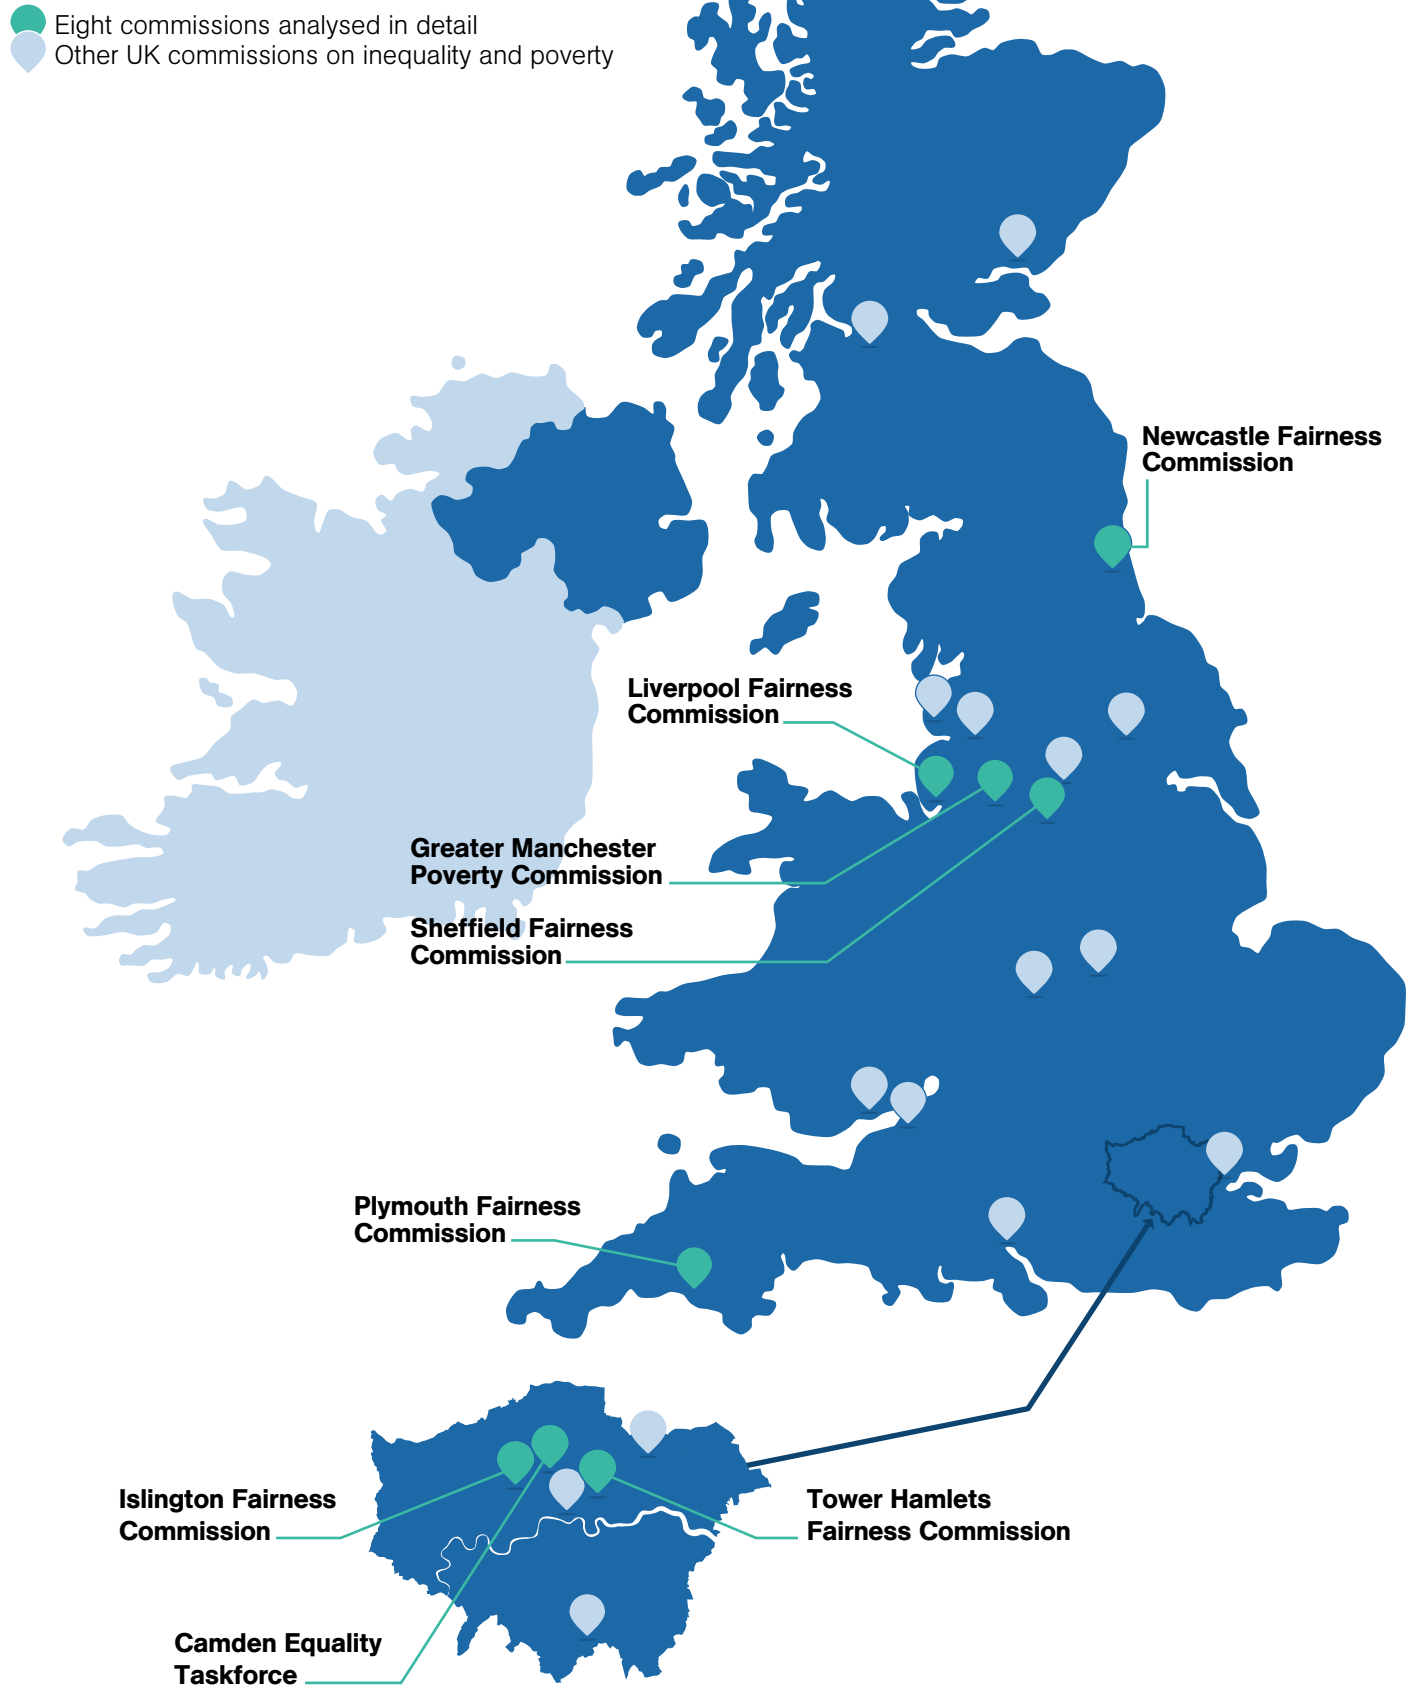 Eight commissions analysed in detail
Other UK commissions on inequality and poverty
Newcastle Fairness
Commission
Liverpool Fairness
Commission
Greater Manchester
Poverty Commission
Sheffield Fairness
Commission
Plymouth Fairness
Commission
Islington Fairness
Commission
Tower Hamlets
Fairness Commission
Camden Equality
Taskforce